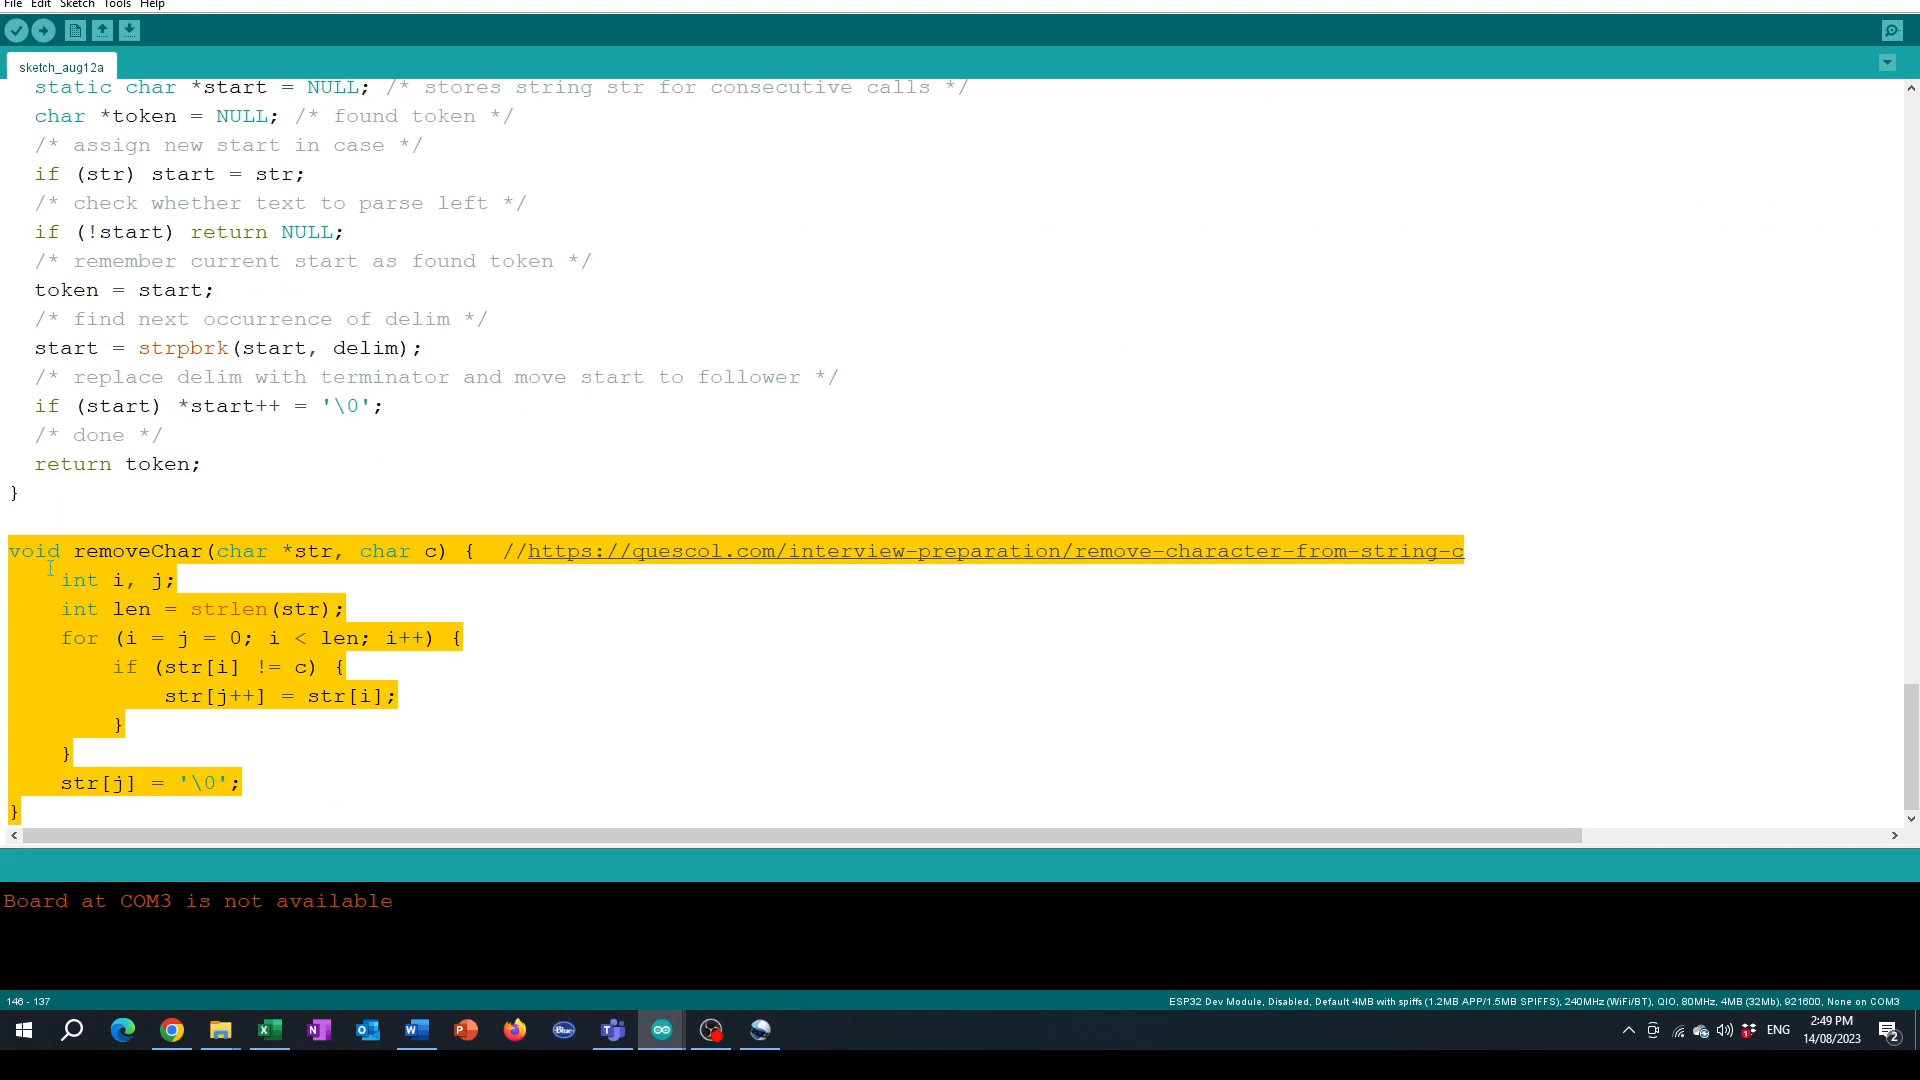 File Edit Sketch Tools Help
sketch_aug12a
static char *start = NULL; /* stores string str for consecutive calls */
char *token = NULL; /* found token */
/* assign new start in case */
if (str) start = str;
/* check whether text to parse left */
if (!start) return NULL;
/* remember current start as found token */
token = start;
/* find next occurrence of delim */
start = strpbrk(start, delim);
/* replace delim with terminator and move start to follower */
if (start) *start++ = '\0';
/* done */
return token;
}
void removeChar(char *str, char c) { //https://quescol.com/interview-preparation/remove-character-from-string-c
int i, j;
int len = strlen(str);
for (i = j = 0; i < len; i++) {
if (str[i] != c) {
str[j++] = str[i];
}
}
str[j] = '\0';
}
Board at COM3 is not available
146 - 137
ESP32 Dev Module, Disabled, Default 4MB with spiffs (1.2MB APP/1.5MB SPIFFS), 240MHz (WiFi/BT), QIO, 80MHz, 4MB (32Mb), 921600, None on COM3
ENG
2:49 PM
14/08/2023
2